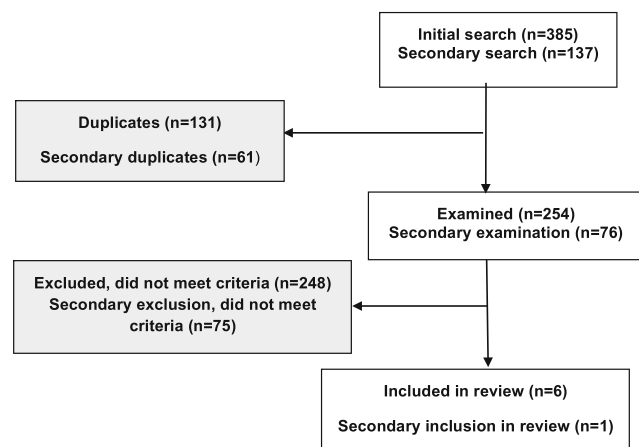 Initial search (n=385)
Secondary search (n=137)
Duplicates (n=131)
Secondary duplicates (n=61)
Examined (n=254)
Secondary examination (n=76)
Excluded, did not meet criteria (n=248)
Secondary exclusion, did not meet
criteria (n=75)
Included in review (n=6)
Secondary inclusion in review (n=1)